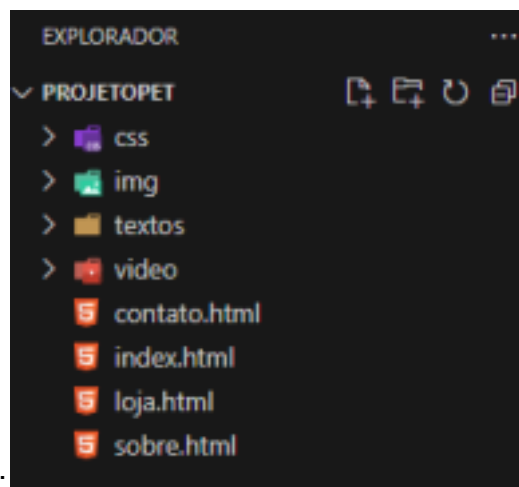 EXPLORADOR ...
PROJETOPET
css
img
textos
video
contato.html
index.html
loja.html
sobre.html
.